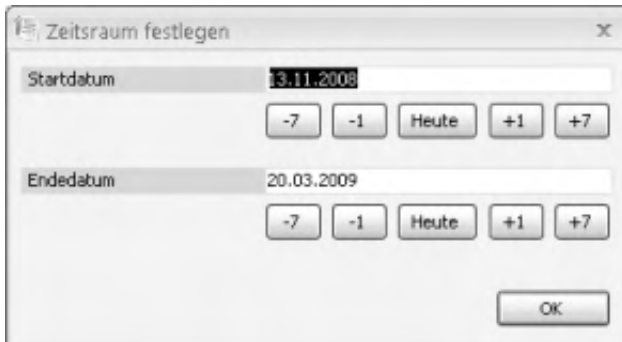 Zeitsraum festlegen
Startdatum 13.11.2008
-7 -1 Heute +1 +7
Endedatum 20.03.2009
-7 -1 Heute +1 +7
OK